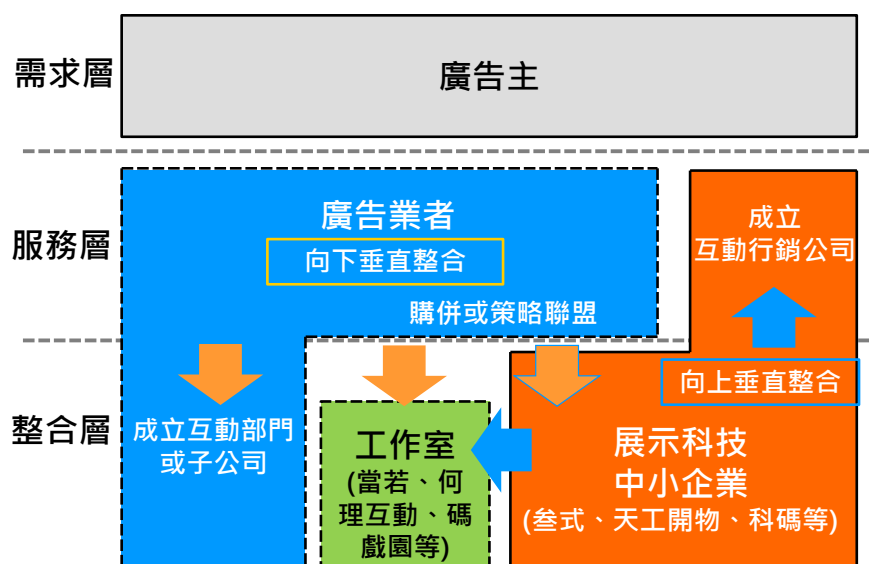 需求層
廣告主
服務層
廣告業者
向下垂直整合
購併或策略聯盟
成立
互動行銷公司
向上垂直整合
整合層
成立互動部門
或子公司
工作室
(當若、何
理互動、碼
戲園等)
展示科技
中小企業
(叁式、天工開物、科碼等)